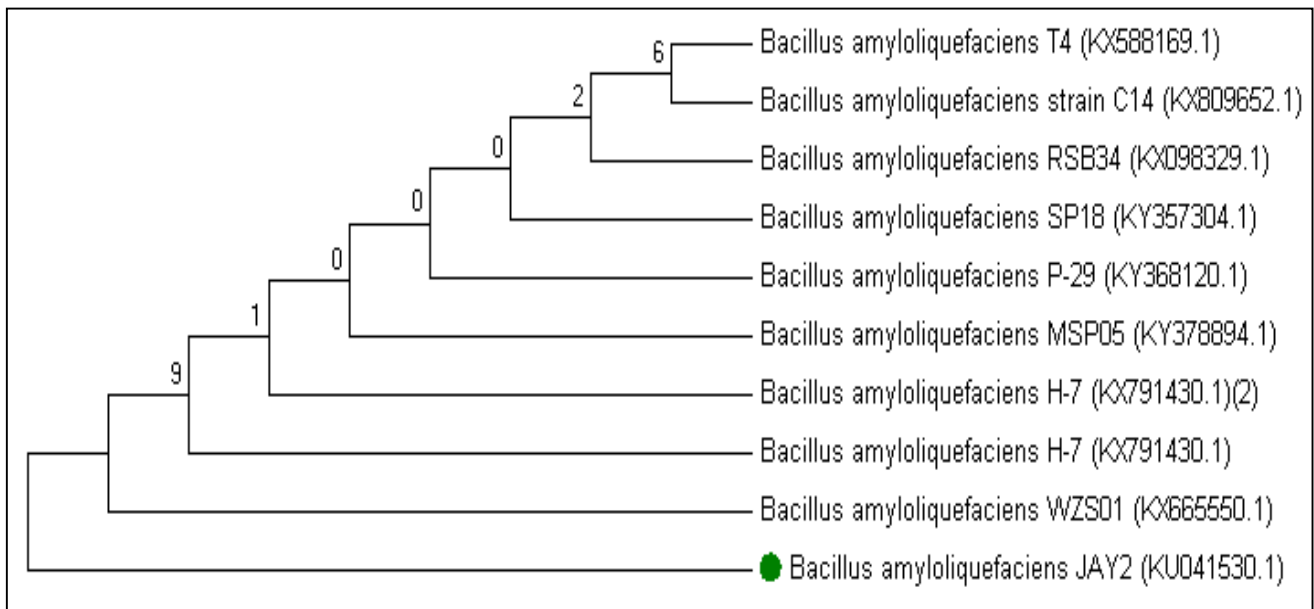 Bacillus amyloliquefaciens T4 (KX588169.1)
6
Bacillus amyloliquefaciens strain C14 (KX809652.1)
2
Bacillus amyloliquefaciens RSB34 (KX098329.1)
0
Bacillus amyloliquefaciens SP18 (KY357304.1)
0
Bacillus amyloliquefaciens P-29 (KY368120.1)
0
Bacillus amyloliquefaciens MSP05 (KY378894.1)
1
Bacillus amyloliquefaciens H-7 (KX791430.1)(2)
9
Bacillus amyloliquefaciens H-7 (KX791430.1)
Bacillus amyloliquefaciens WZS01 (KX665550.1)
Bacillus amyloliquefaciens JAY2 (KU041530.1)